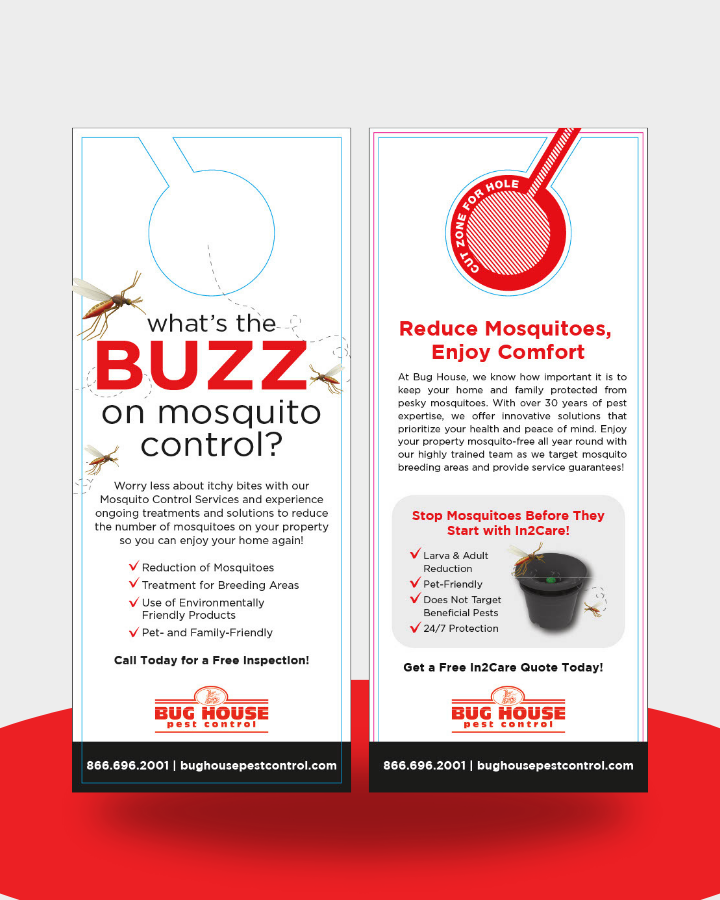 what's the
BUZZ
on mosquito
control?
Worry less about itchy bites with our
Mosquito Control Services and experience
ongoing treatments and solutions to reduce
the number of mosquitoes on your property
so you can enjoy your home again!
Reduction of Mosquitoes
Treatment for Breeding Areas
Use of Environmentally
Friendly Products
Pet- and Family-Friendly
Call Today for a Free Inspection!
BUG HOUSE
pest control
866.696.2001 | bughousepestcontrol.com
CUT ZONE FOR HOLE
Reduce Mosquitoes,
Enjoy Comfort
At Bug House, we know how important it is to
keep your home and family protected from
pesky mosquitoes. With over 30 years of pest
expertise, we offer innovative solutions that
prioritize your health and peace of mind. Enjoy
your property mosquito-free all year round with
our highly trained team as we target mosquito
breeding areas and provide service guarantees!
Stop Mosquitoes Before They
Start with In2Care!
Larva & Adult
Reduction
Pet-Friendly
Does Not Target
Beneficial Pests
24/7 Protection
Get a Free In2Care Quote Today!
BUG HOUSE
pest control
866.696.2001 | bughousepestcontrol.com